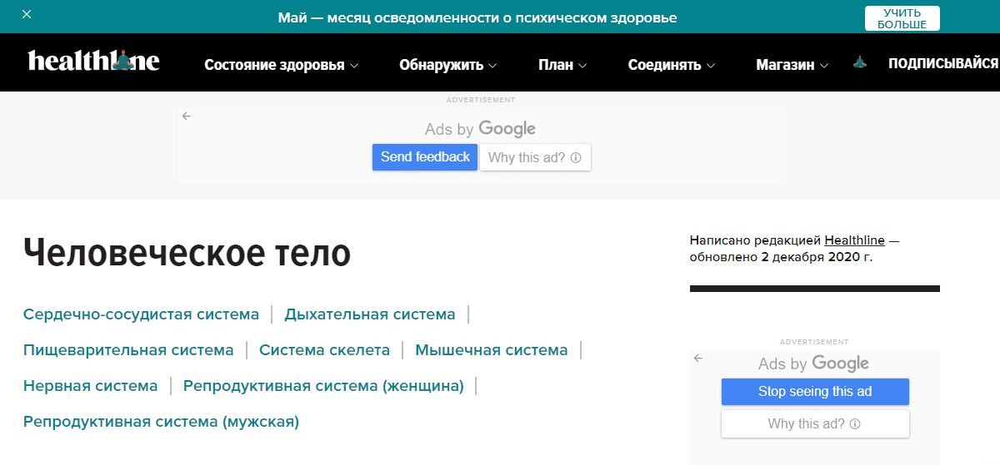 Май — месяц осведомленности о психическом здоровье
УЧИТЬ
БОЛЬШЕ
healthline
Состояние здоровья
Обнаружить
План
Соединять
Магазин
ПОДПИСЫВАЙСЯ
ADVERTISEMENT
Ads by Google
Send feedback
Why this ad?
Человеческое тело
Написано редакцией Healthline —
обновлено 2 декабря 2020 г.
Сердечно-сосудистая система | Дыхательная система |
Пищеварительная система | Система скелета | Мышечная система |
Нервная система | Репродуктивная система (женщина) |
Репродуктивная система (мужская)
ADVERTISEMENT
Ads by Google
Stop seeing this ad
Why this ad?